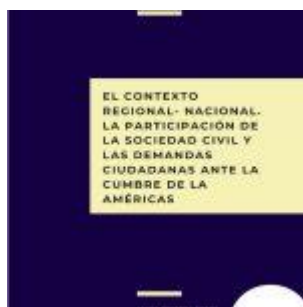 EL CONTEXTO
REGIONAL- NACIONAL.
LA PARTICIPACIÓN DE
LA SOCIEDAD CIVIL Y
LAS DEMANDAS
CIUDADANAS ANTE LA
CUMBRE DE LA
AMÉRICAS